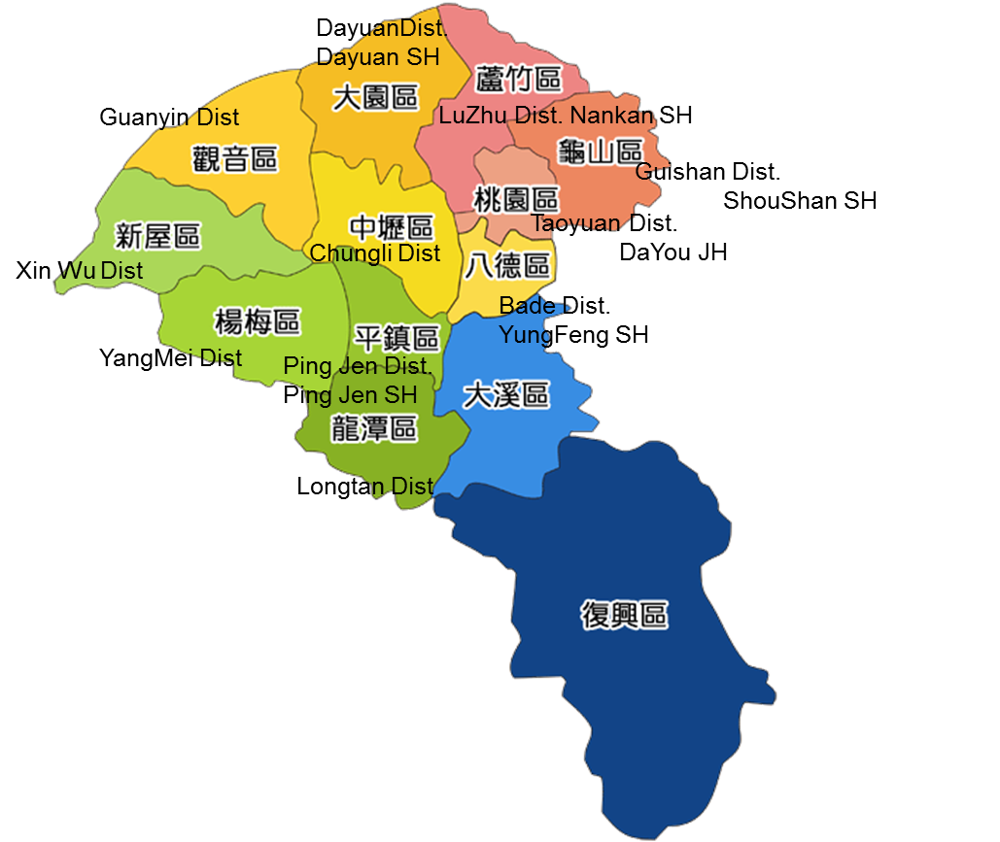 DayuanDist.
Dayuan SH
大園區
蘆竹區
LuZhu Dist. Nankan SH
Guanyin Dist
觀音區
龜山區
Guishan Dist.
ShouShan SH
桃園區
Taoyuan Dist.
DaYou JH
新屋區
Xin Wu Dist
中壢區
Chungli Dist
八德區
Bade Dist.
YungFeng SH
楊梅區
YangMei Dist
平鎮區
Ping Jen Dist.
Ping Jen SH
大溪區
龍潭區
Longtan Dist
復興區